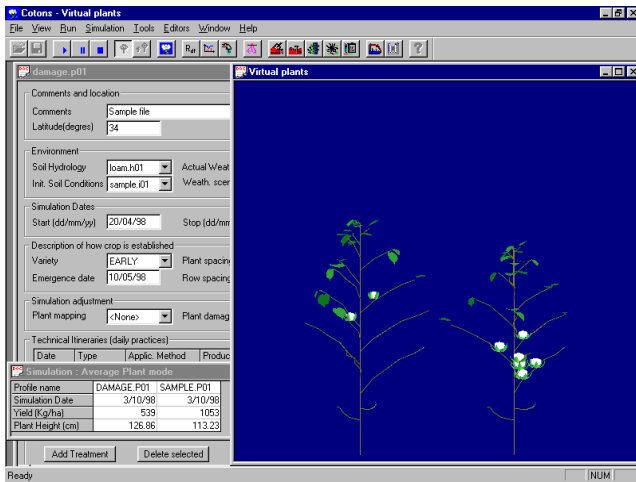 Cotons - Virtual plants
File View Run Simulation Tools Editors Window Help
damage.p01
Virtual plants
Comments and location
Comments Sample file
Latitude(degres) 34
Environment
Soil Hydrology loam.h01 Actual Weat
Init. Soil Conditions sample.i01 Weath. scer
Simulation Dates
Start (dd/mm/yy) 20/04/98 Stop (dd/mm
Description of how crop is established
Variety EARLY Plant spacing
Emergence date 10/05/98 Row spacing
Simulation adjustment
Plant mapping <None> Plant damag
Technical Itineraries (daily practices)
Date Type Applic. Method Produc
Simulation : Average Plant mode
Profile name DAMAGE.P01 SAMPLE.P01
Simulation Date 3/10/98 3/10/98
Yield (Kg/ha) 539 1053
Plant Height (cm) 126.86 113.23
Add Treatment Delete selected
Ready NUM